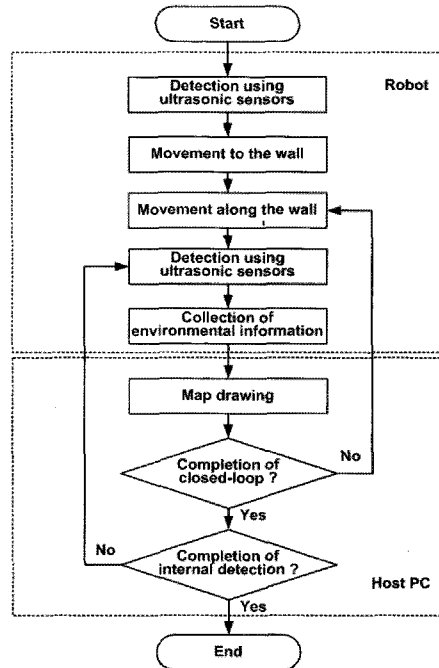 Start
Robot
Detection using
ultrasonic sensors
Movement to the wall
Movement along the wall
Detection using
ultrasonic sensors
Collection of
environmental information
Map drawing
No
Completion of
closed-loop ?
Yes
No
Completion of
internal detection ?
Host PC
Yes
End